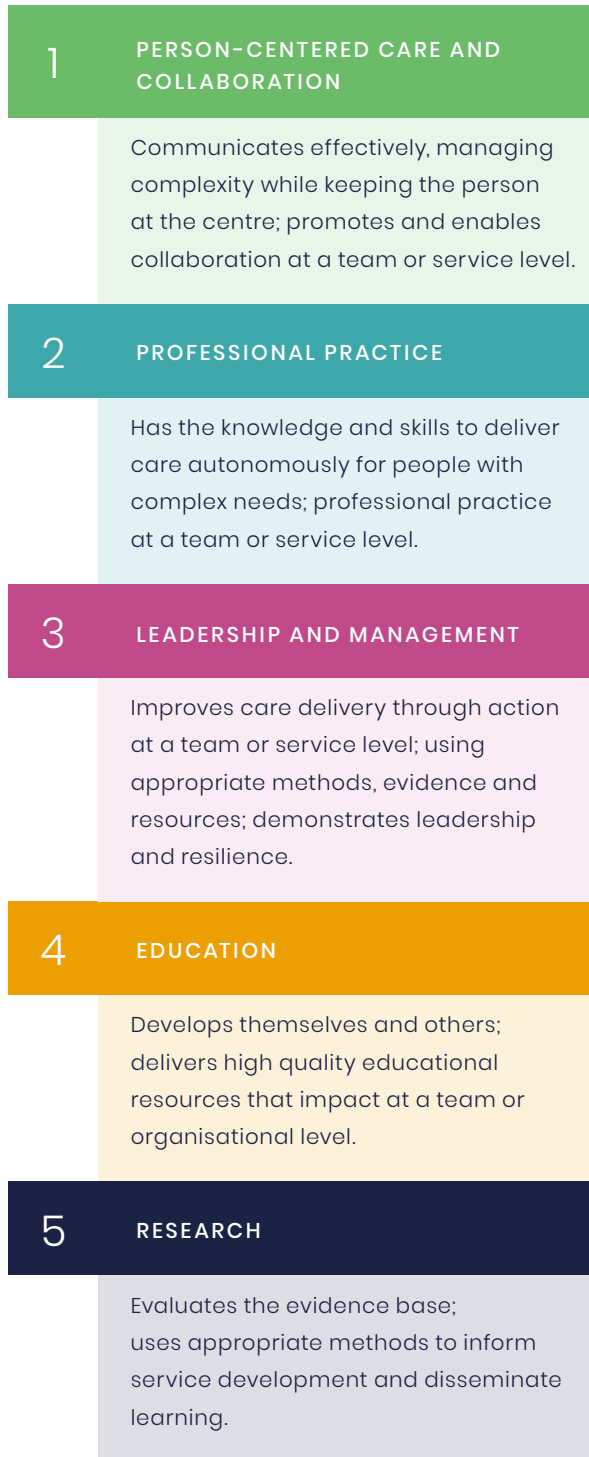 1
PERSON-CENTERED CARE AND
COLLABORATION
Communicates effectively, managing
complexity while keeping the person
at the centre; promotes and enables
collaboration at a team or service level.
2
PROFESSIONAL PRACTICE
Has the knowledge and skills to deliver
care autonomously for people with
complex needs; professional practice
at a team or service level.
3
LEADERSHIP AND MANAGEMENT
Improves care delivery through action
at a team or service level; using
appropriate methods, evidence and
resources; demonstrates leadership
and resilience.
4
EDUCATION
Develops themselves and others;
delivers high quality educational
resources that impact at a team or
organisational level.
5
RESEARCH
Evaluates the evidence base;
uses appropriate methods to inform
service development and disseminate
learning.